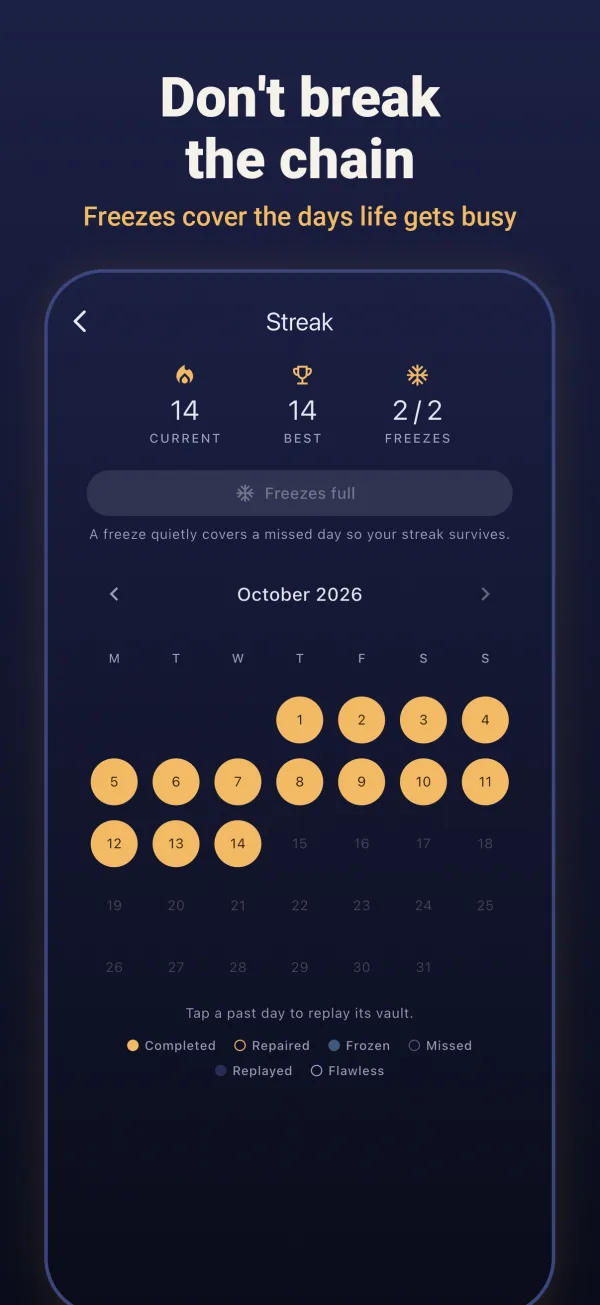 Don't break
the chain
Freezes cover the days life gets busy
Streak
14 14 2 / 2
CURRENT BEST FREEZES
Freezes full
A freeze quietly covers a missed day so your streak survives.
October 2026
M T W T F S S
1 2 3 4
5 6 7 8 9 10 11
12 13 14 15 16 17 18
19 20 21 22 23 24 25
26 27 28 29 30 31
Tap a past day to replay its vault.
Completed Repaired Frozen Missed
Replayed Flawless